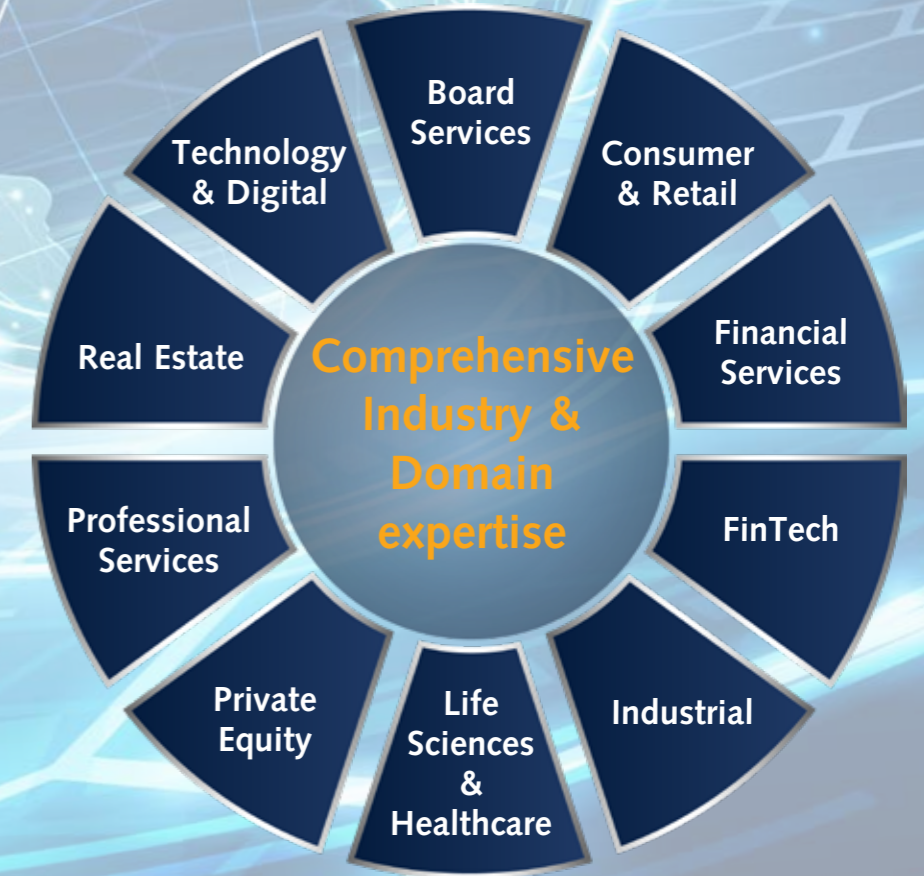 Board
Services
Consumer
& Retail
Financial
Services
FinTech
Industrial
Life
Sciences
&
Healthcare
Private
Equity
Professional
Services
Real Estate
Technology
& Digital
Comprehensive
Industry &
Domain
expertise